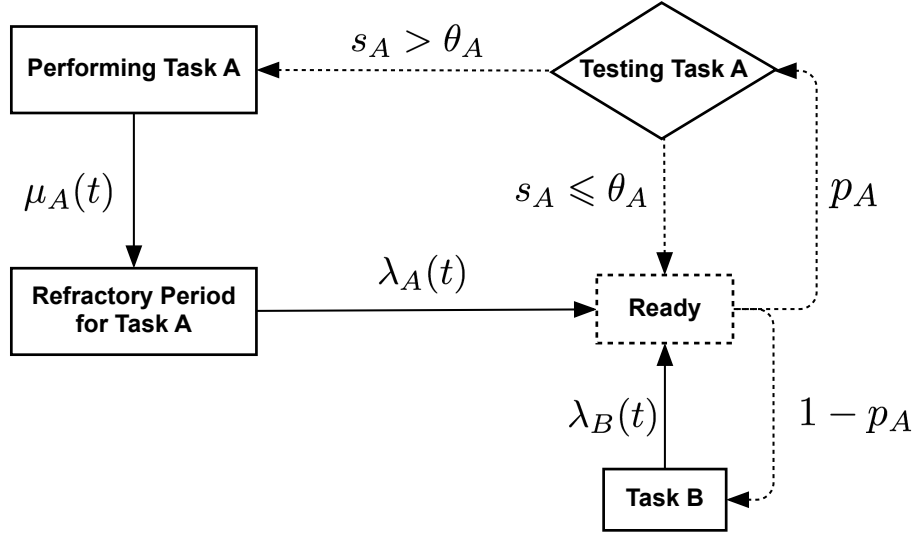 s_A > θ_A
Performing Task A
Testing Task A
μ_A(t)
s_A ⩽ θ_A
p_A
Refractory Period
for Task A
λ_A(t)
Ready
λ_B(t)
1 − p_A
Task B